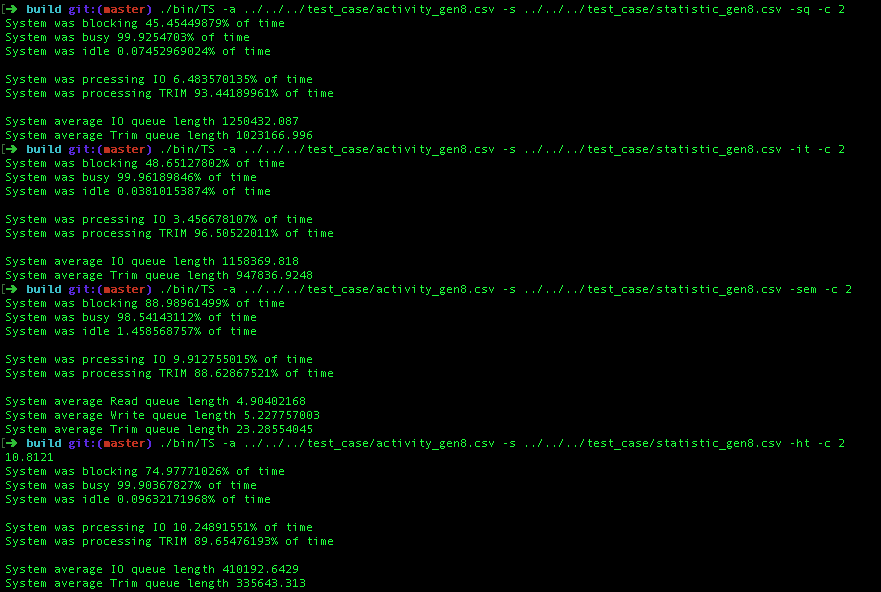 [➜ build git:(master) ./bin/TS -a ../../../test_case/activity_gen8.csv -s ../../../test_case/statistic_gen8.csv -sq -c 2
System was blocking 45.45449879% of time
System was busy 99.9254703% of time
System was idle 0.07452969024% of time
System was prcessing IO 6.483570135% of time
System was processing TRIM 93.44189961% of time
System average IO queue length 1250432.087
System average Trim queue length 1023166.996
[➜ build git:(master) ./bin/TS -a ../../../test_case/activity_gen8.csv -s ../../../test_case/statistic_gen8.csv -it -c 2
System was blocking 48.65127802% of time
System was busy 99.96189846% of time
System was idle 0.03810153874% of time
System was prcessing IO 3.456678107% of time
System was processing TRIM 96.50522011% of time
System average IO queue length 1158369.818
System average Trim queue length 947836.9248
[➜ build git:(master) ./bin/TS -a ../../../test_case/activity_gen8.csv -s ../../../test_case/statistic_gen8.csv -sem -c 2
System was blocking 88.98961499% of time
System was busy 98.54143112% of time
System was idle 1.458568757% of time
System was prcessing IO 9.912755015% of time
System was processing TRIM 88.62867521% of time
System average Read queue length 4.90402168
System average Write queue length 5.227757003
System average Trim queue length 23.28554045
[➜ build git:(master) ./bin/TS -a ../../../test_case/activity_gen8.csv -s ../../../test_case/statistic_gen8.csv -ht -c 2
10.8121
System was blocking 74.97771026% of time
System was busy 99.90367827% of time
System was idle 0.09632171968% of time
System was prcessing IO 10.24891551% of time
System was processing TRIM 89.65476193% of time
System average IO queue length 410192.6429
System average Trim queue length 335643.313